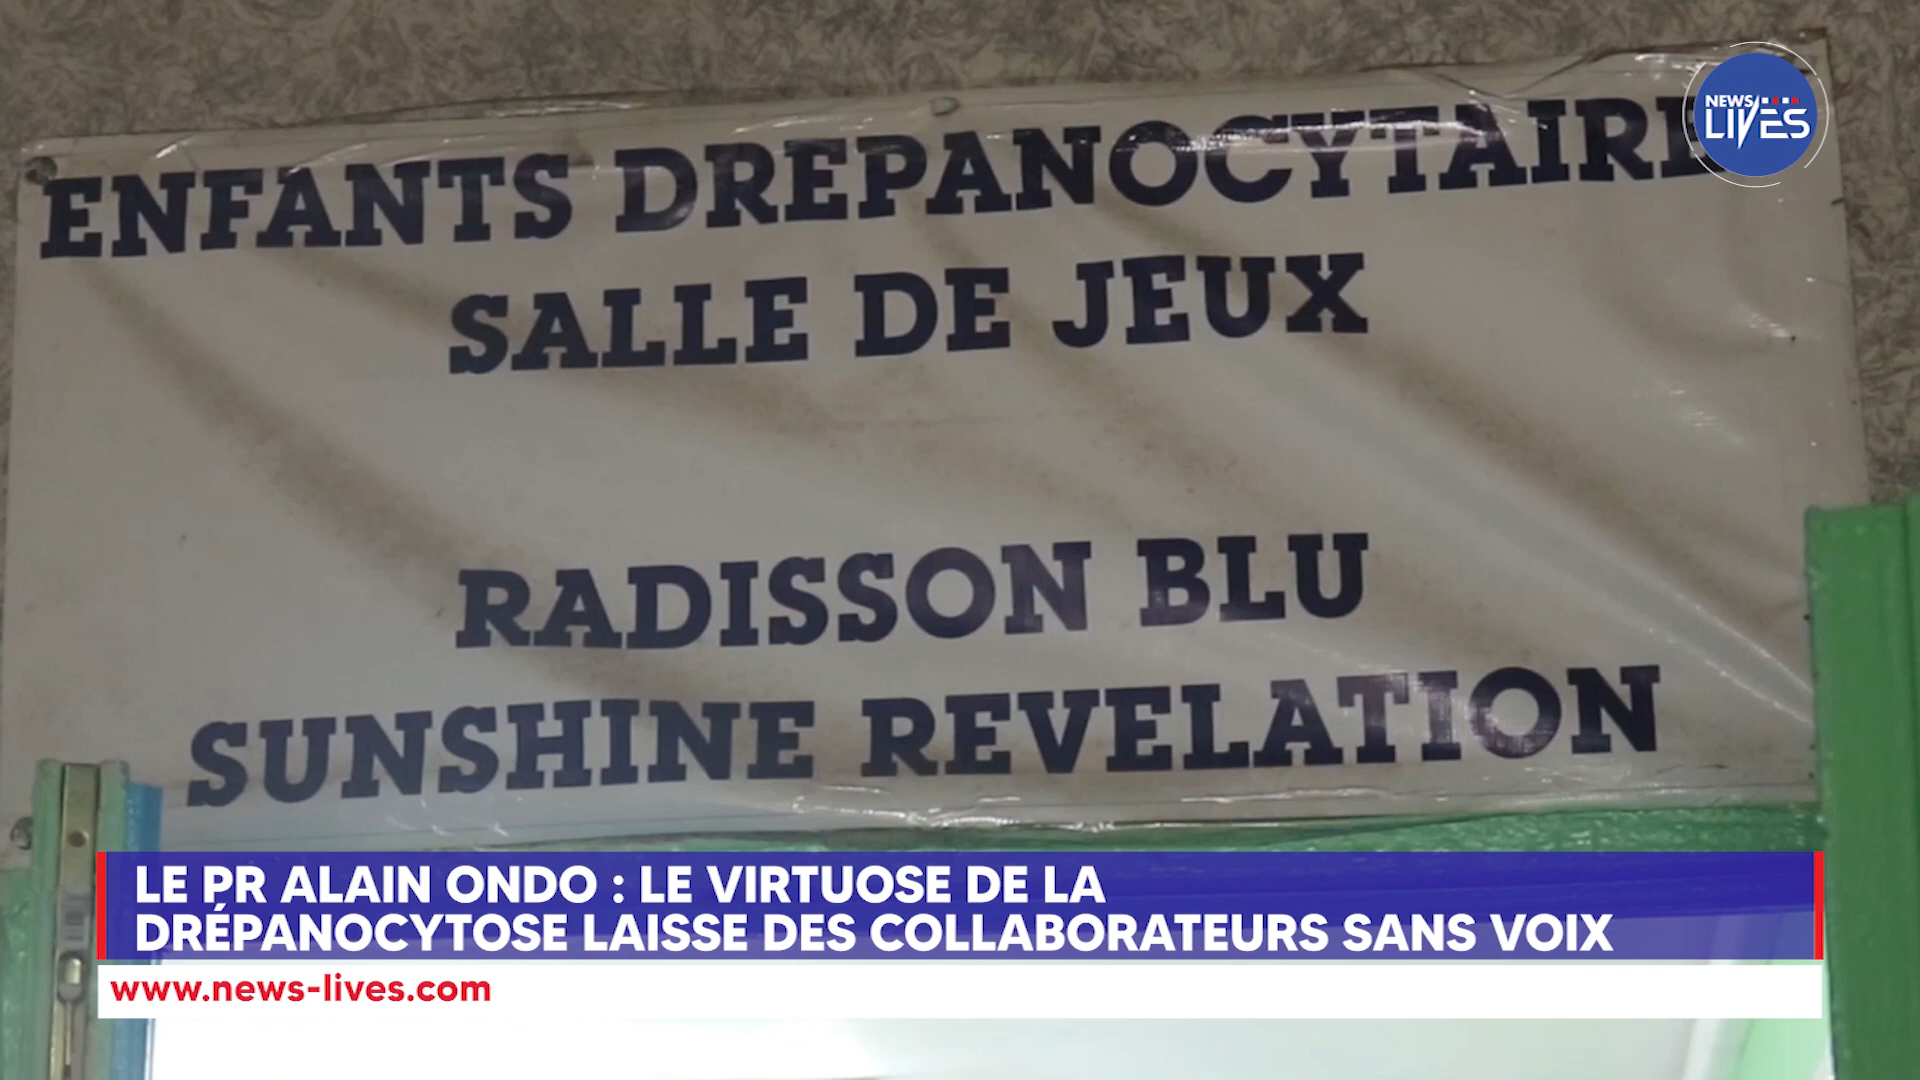 NEWS
LIVES
ENFANTS DREPANOCYTAIRE
SALLE DE JEUX
RADISSON BLU
SUNSHINE REVELATION
LE PR ALAIN ONDO : LE VIRTUOSE DE LA
DRÉPANOCYTOSE LAISSE DES COLLABORATEURS SANS VOIX
www.news-lives.com